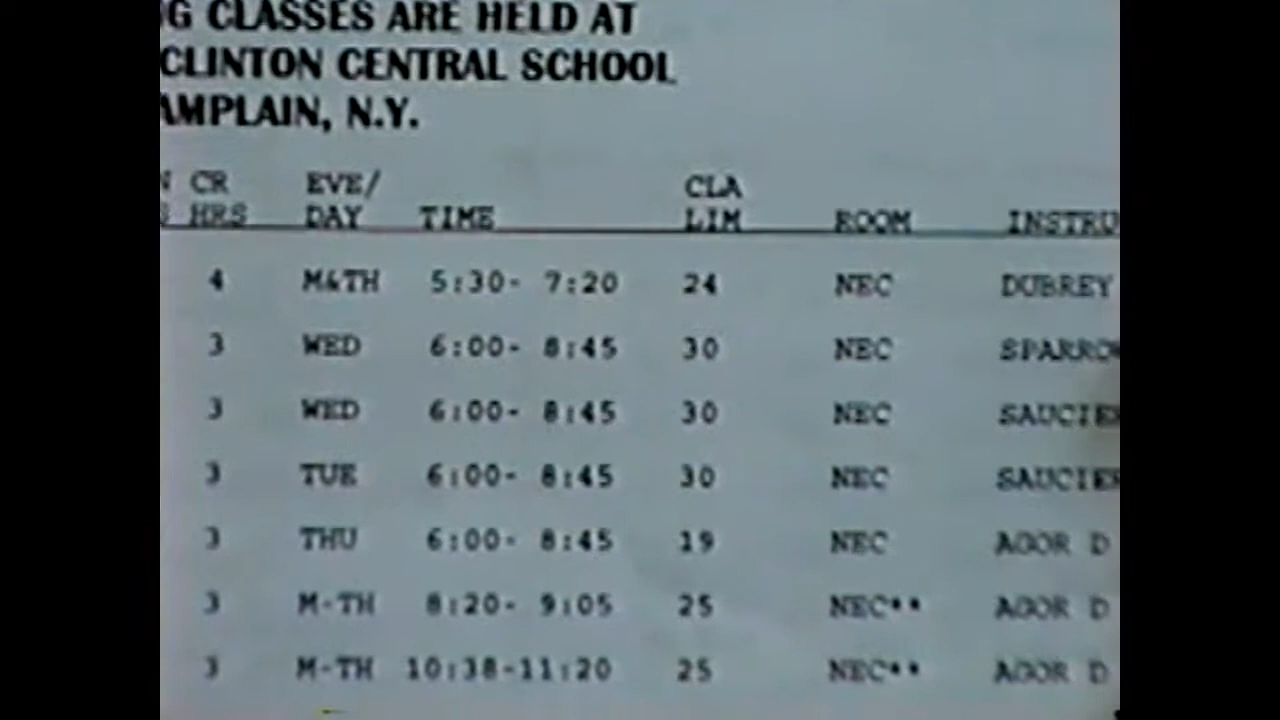 G CLASSES ARE HELD AT
CLINTON CENTRAL SCHOOL
AMPLAIN, N.Y.
CR EVE/ CLA
HRS DAY TIME LIM ROOM INSTRU
4 M&TH 5:30- 7:20 24 NEC DUBREY
3 WED 6:00- 8:45 30 NEC SPARROW
3 WED 6:00- 8:45 30 NEC SAUCIER
3 TUE 6:00- 8:45 30 NEC SAUCIER
3 THU 6:00- 8:45 19 NEC AGOR D
3 M-TH 8:20- 9:05 25 NEC** AGOR D
3 M-TH 10:38-11:20 25 NEC** AGOR D